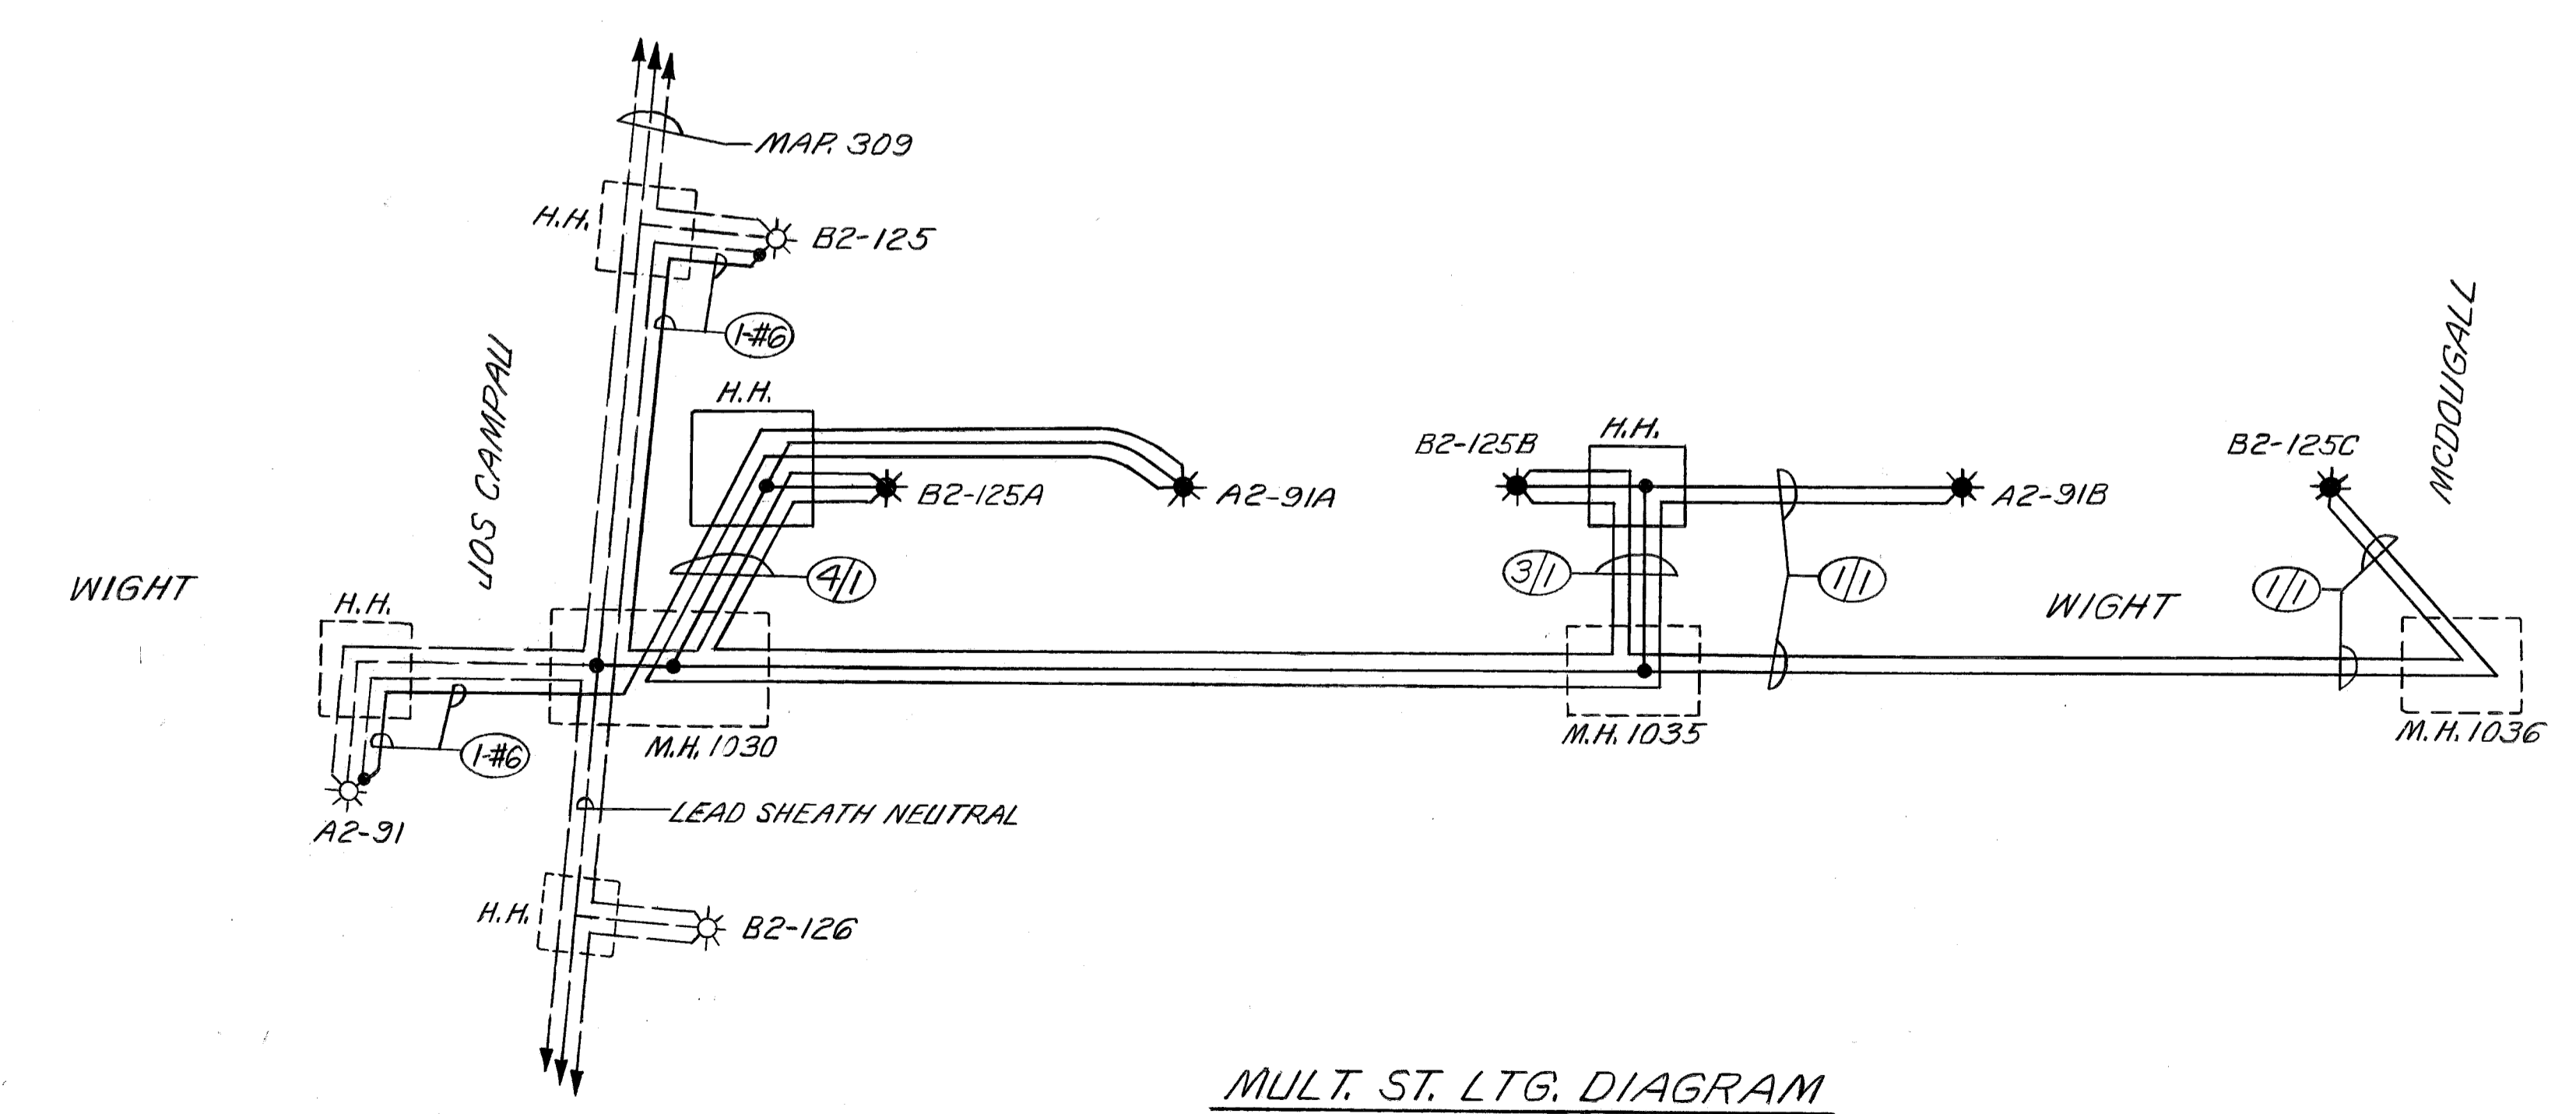 MAP. 309
H.H.
B2-125
1-#6
JOS CAMPAU
H.H.
B2-125A
A2-91A
B2-125B
H.H.
A2-91B
B2-125C
MCDOUGALL
WIGHT
H.H.
4/1
3/1
1/1
WIGHT
1/1
1-#6
M.H. 1030
M.H. 1035
M.H. 1036
A2-91
LEAD SHEATH NEUTRAL
H.H.
B2-126
MULT. ST. LTG. DIAGRAM